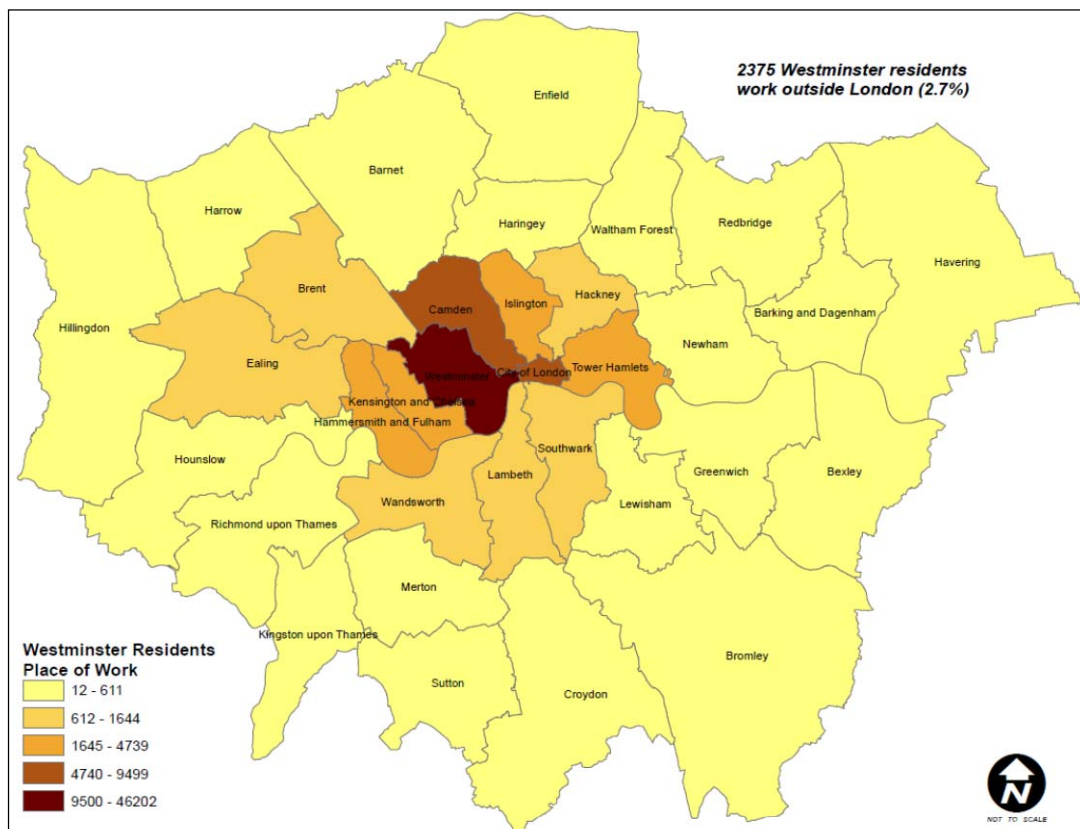 2375 Westminster residents
work outside London (2.7%)
Enfield
Barnet
Harrow
Haringey
Waltham Forest
Redbridge
Havering
Brent
Camden
Islington
Hackney
Barking and Dagenham
Hillingdon
Newham
Ealing
Westminster
City of London
Tower Hamlets
Kensington and Chelsea
Hammersmith and Fulham
Hounslow
Southwark
Lambeth
Greenwich
Bexley
Wandsworth
Lewisham
Richmond upon Thames
Merton
Kingston upon Thames
Bromley
Sutton
Croydon
Westminster Residents
Place of Work
12 - 611
612 - 1644
1645 - 4739
4740 - 9499
9500 - 46202
N
NOT TO SCALE